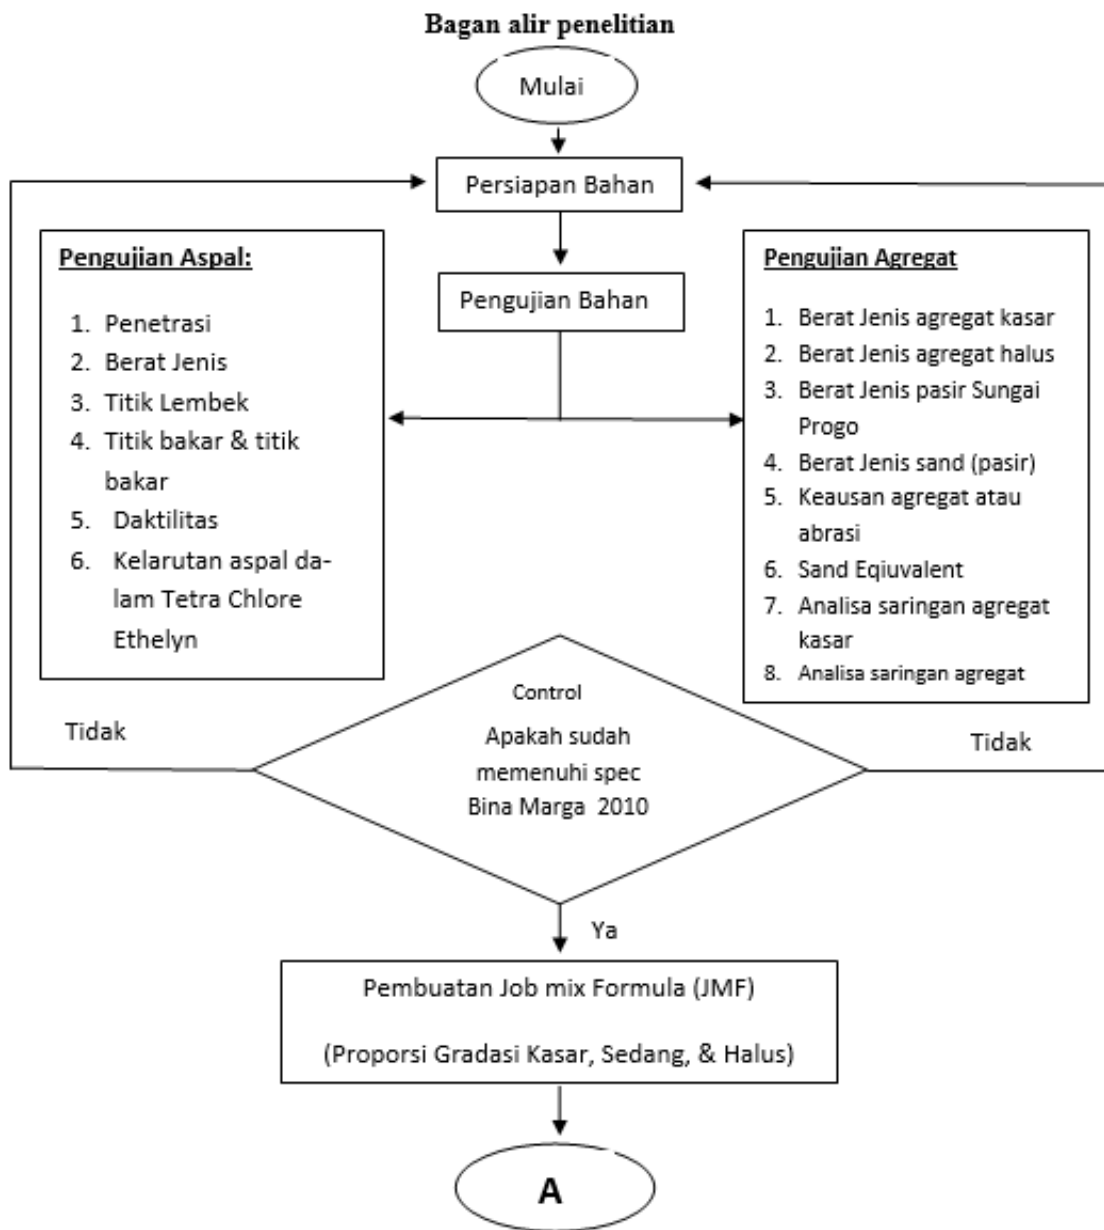 Bagan alir penelitian
Mulai
Persiapan Bahan
Pengujian Bahan
Pengujian Aspal:
1. Penetrasi
2. Berat Jenis
3. Titik Lembek
4. Titik bakar & titik
bakar
5. Daktilitas
6. Kelarutan aspal da-
lam Tetra Chlore
Ethelyn
Pengujian Agregat
1. Berat Jenis agregat kasar
2. Berat Jenis agregat halus
3. Berat Jenis pasir Sungai
Progo
4. Berat Jenis sand (pasir)
5. Keausan agregat atau
abrasi
6. Sand Eqiuvalent
7. Analisa saringan agregat
kasar
8. Analisa saringan agregat
Control
Apakah sudah
memenuhi spec
Bina Marga 2010
Tidak
Tidak
Ya
Pembuatan Job mix Formula (JMF)
(Proporsi Gradasi Kasar, Sedang, & Halus)
A